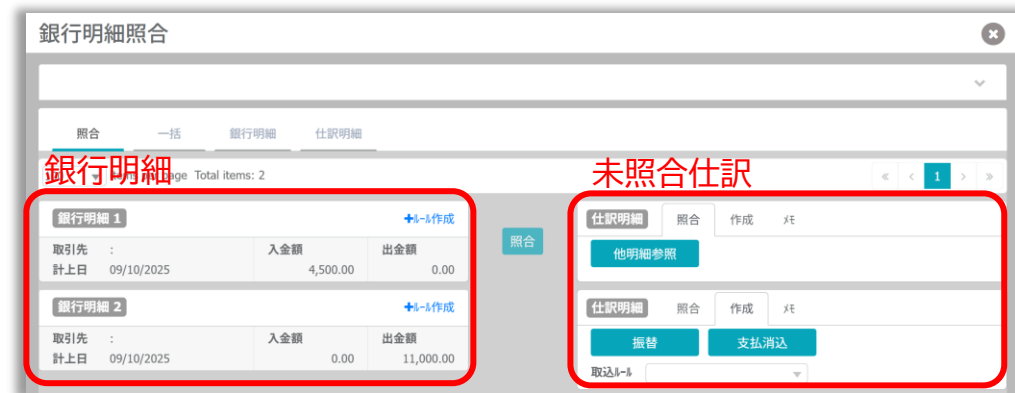 銀行明細照合
照合 一括 銀行明細 仕訳明細
銀行明細
page Total items: 2
未照合仕訳
« ‹ 1 › »
銀行明細 1 +ﾙｰﾙ作成
取引先 : 入金額 出金額
計上日 09/10/2025 4,500.00 0.00
照合
仕訳明細 照合 作成 ﾒﾓ
他明細参照
銀行明細 2 +ﾙｰﾙ作成
取引先 : 入金額 出金額
計上日 09/10/2025 0.00 11,000.00
仕訳明細 照合 作成 ﾒﾓ
振替 支払消込
取込ﾙｰﾙ